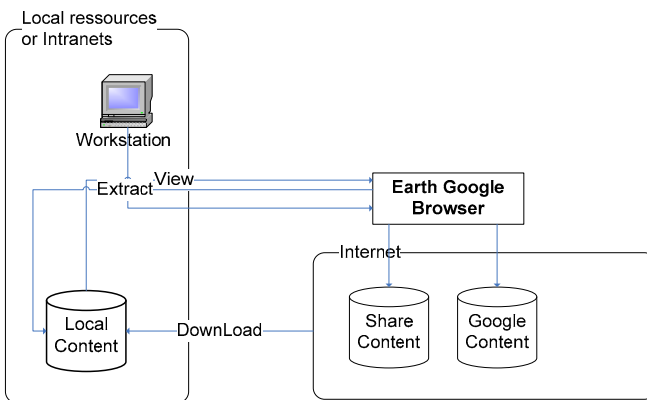 Local ressources
or Intranets
Workstation
View
Extract
Earth Google
Browser
Internet
Local
Content
DownLoad
Share
Content
Google
Content